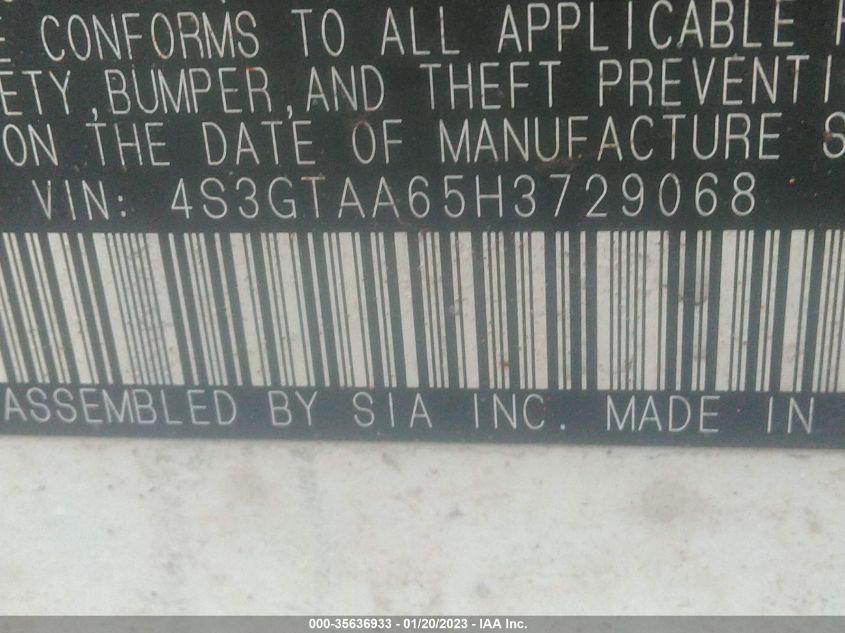 CONFORMS TO ALL APPLICABLE
ETY,BUMPER,AND THEFT PREVENTI
ON THE DATE OF MANUFACTURE S
VIN: 4S3GTAA65H3729068
ASSEMBLED BY SIA INC. MADE IN
000-35636933 - 01/20/2023 - IAA Inc.